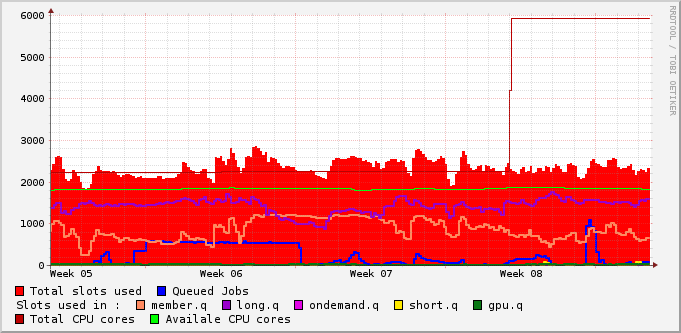 6000
5000
4000
3000
2000
1000
0
Week 05 Week 06 Week 07 Week 08
RRDTOOL / TOBI OETIKER
Total slots used Queued Jobs
Slots used in : member.q long.q ondemand.q short.q gpu.q
Total CPU cores Availale CPU cores